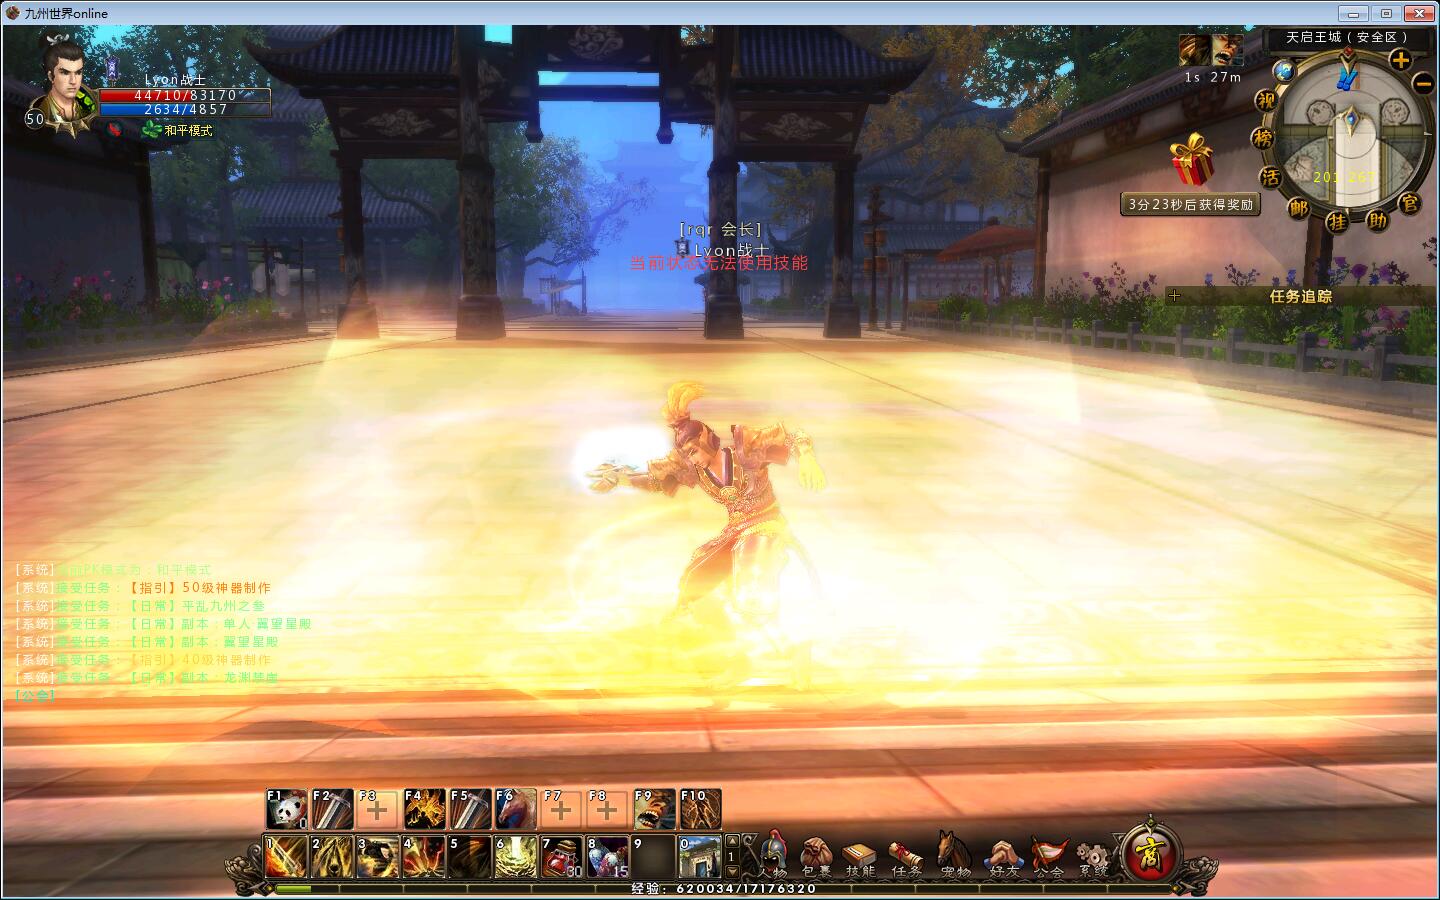 九州世界online
天启王城(安全区)
Lyon战士
44710/83170
2634/4857
50
和平模式
1s 27m
视
榜
活
邮
挂
助
官
3分23秒后获得奖励
[rqr 会长]
Lyon战士
当前状态无法使用技能
任务追踪
[系统]当前PK模式为:和平模式
[系统]接受任务:【指引】50级神器制作
[系统]接受任务:【日常】平乱九州之叁
[系统]接受任务:【日常】副本:单人·翼望星殿
[系统]接受任务:【日常】副本:翼望星殿
[系统]接受任务:【指引】40级神器制作
[系统]接受任务:【日常】副本:龙渊禁崖
[公会]
F1 F2 F3 F4 F5 F6 F7 F8 F9 F10
0
1 2 3 4 5 6 7 8 9 0
30 15
1
人物 包裹 技能 任务 宠物 好友 公会 系统
商
经验:620034/17176320